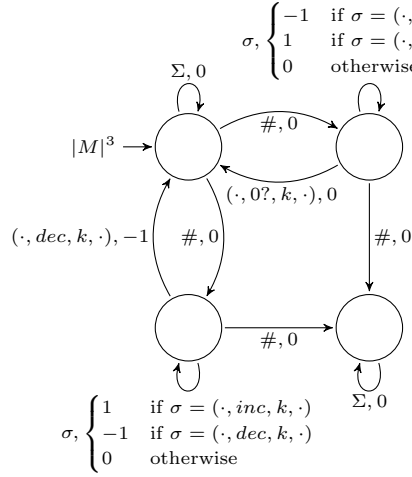 σ, { −1 if σ = (·,
1 if σ = (·,
0 otherwise
Σ, 0
#, 0
|M|³
(·, 0?, k, ·), 0
(·, dec, k, ·), −1
#, 0
#, 0
#, 0
Σ, 0
σ, { 1 if σ = (·, inc, k, ·)
−1 if σ = (·, dec, k, ·)
0 otherwise